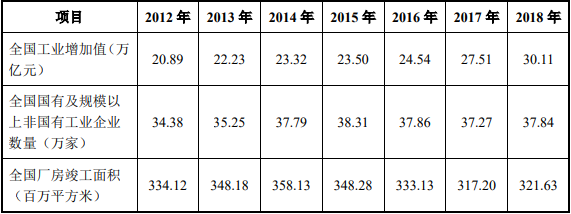 项目 2012 年 2013 年 2014 年 2015 年 2016 年 2017 年 2018 年
全国工业增加值（万
亿元） 20.89 22.23 23.32 23.50 24.54 27.51 30.11
全国国有及规模以
上非国有工业企业 34.38 35.25 37.79 38.31 37.86 37.27 37.84
数量（万家）
全国厂房竣工面积 334.12 348.18 358.13 348.28 333.13 317.20 321.63
（百万平方米）